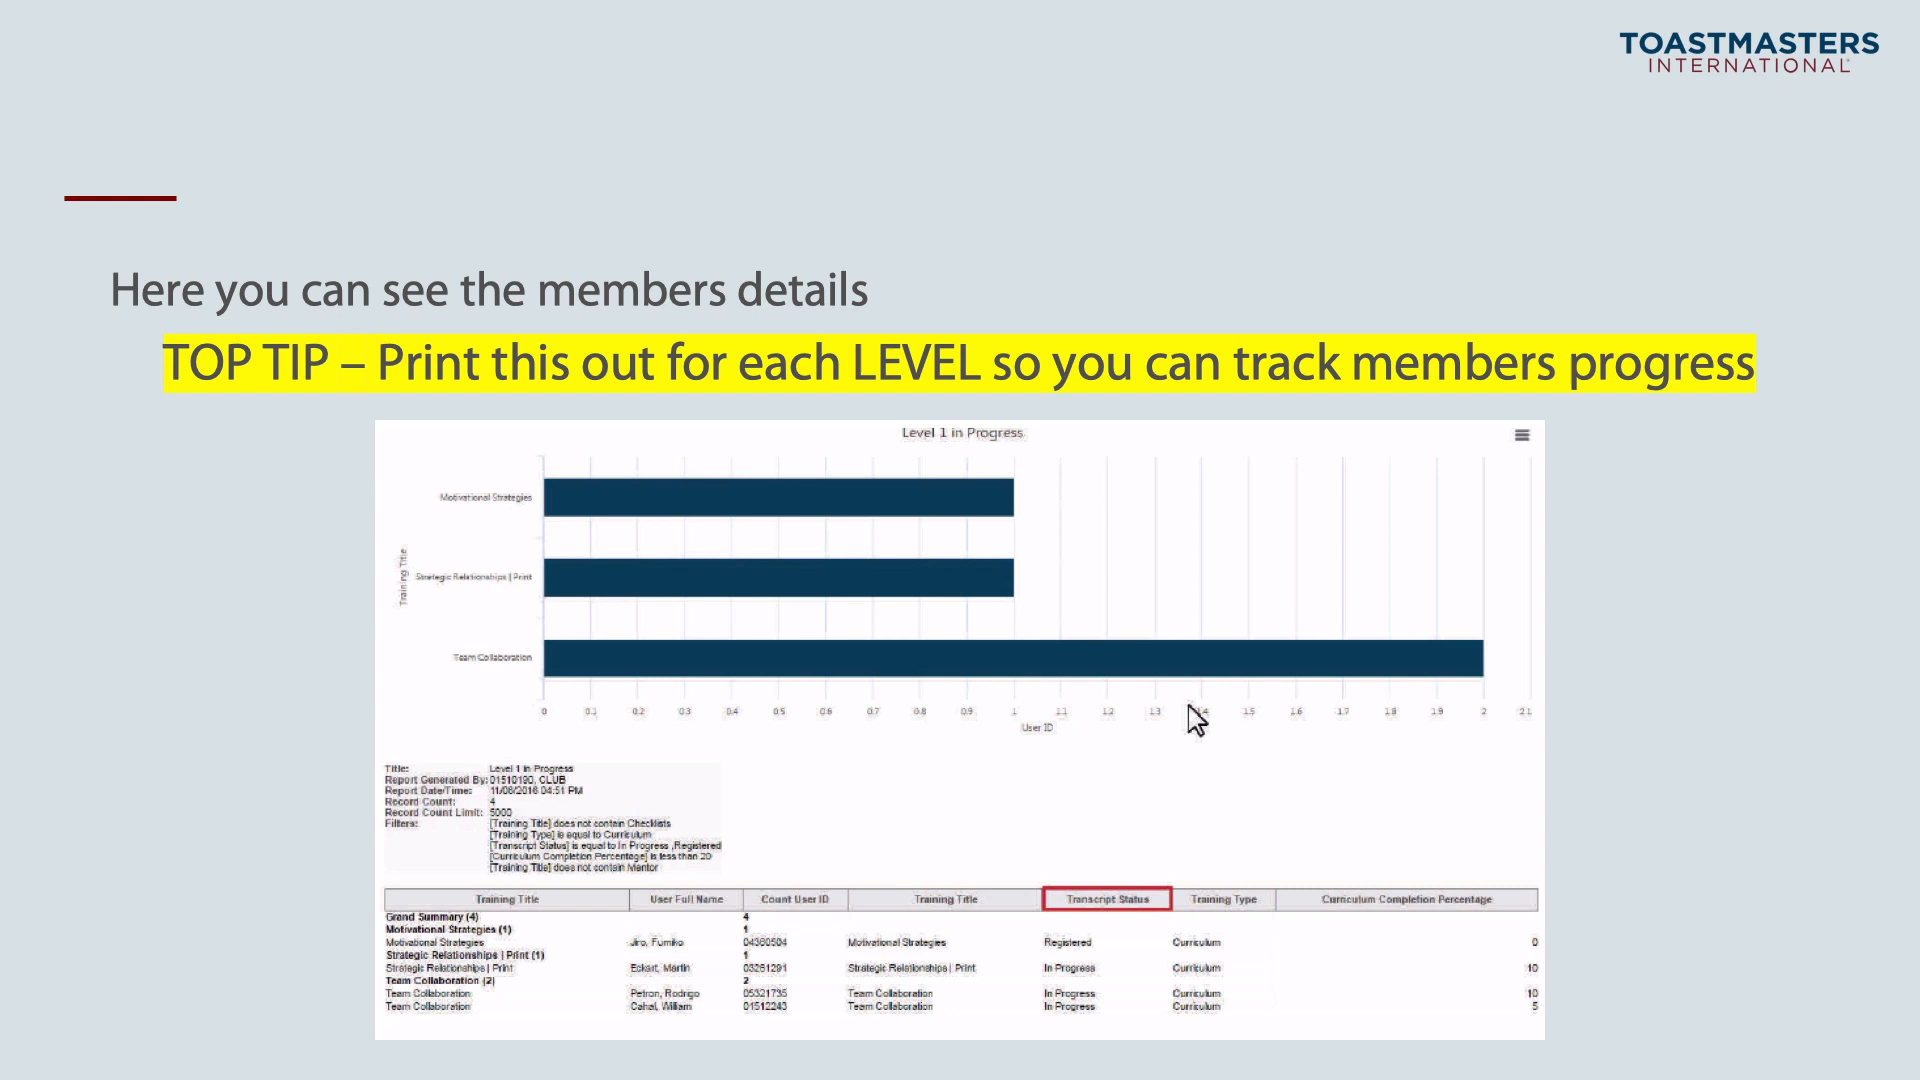 TOASTMASTERS
INTERNATIONAL
Here you can see the members details
TOP TIP – Print this out for each LEVEL so you can track members progress
Level 1 in Progress
Training Title
Motivational Strategies
Strategic Relationships | Print
Team Collaboration
0 0.1 0.2 0.3 0.4 0.5 0.6 0.7 0.8 0.9 1 1.1 1.2 1.3 1.4 1.5 1.6 1.7 1.8 1.9 2 2.1
User ID
Title: Level 1 in Progress
Report Generated By: 01510190, CLUB
Report Date/Time: 11/08/2016 04:51 PM
Record Count: 4
Record Count Limit: 5000
Filters: [Training Title] does not contain Checklists
[Training Type] is equal to Curriculum
[Transcript Status] is equal to In Progress ,Registered
[Curriculum Completion Percentage] is less than 20
[Training Title] does not contain Mentor
Training Title User Full Name Count User ID Training Title Transcript Status Training Type Curriculum Completion Percentage
Grand Summary (4) 4
Motivational Strategies (1) 1
Motivational Strategies Jiro, Fumiko 04360504 Motivational Strategies Registered Curriculum 0
Strategic Relationships | Print (1) 1
Strategic Relationships | Print Eckart, Martin 03261291 Strategic Relationships | Print In Progress Curriculum 10
Team Collaboration (2) 2
Team Collaboration Petron, Rodrigo 05321735 Team Collaboration In Progress Curriculum 10
Team Collaboration Cahal, William 01512243 Team Collaboration In Progress Curriculum 5